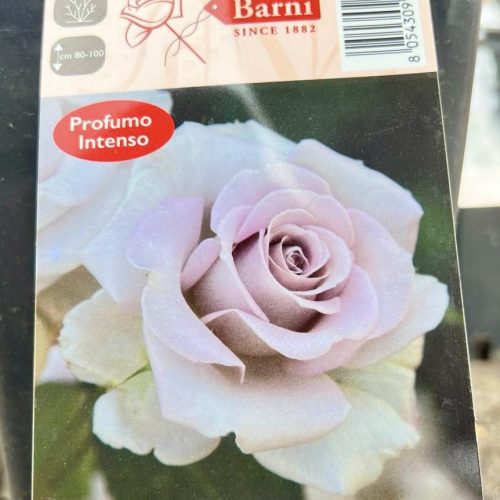 Barni
SINCE 1882
cm 80-100
8 054309
Profumo
Intenso